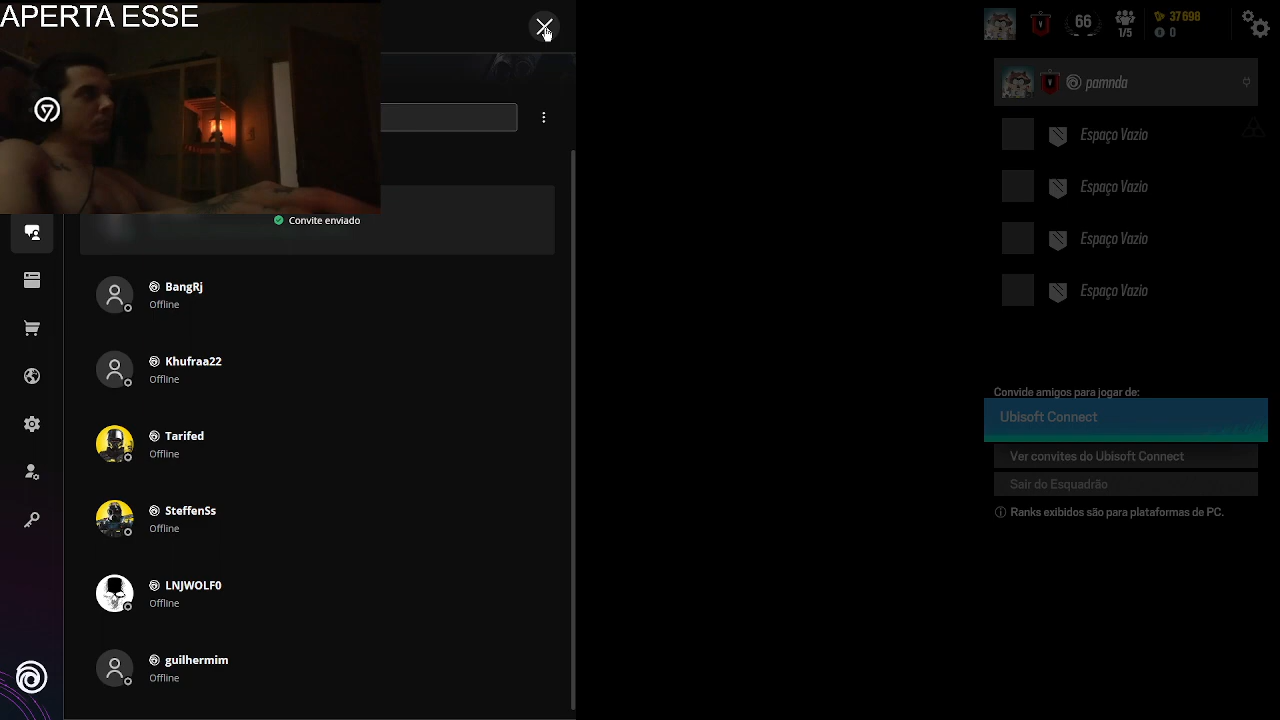 APERTA ESSE
Convite enviado
BangRj
Offline
Khufraa22
Offline
Tarifed
Offline
SteffenSs
Offline
LNJWOLF0
Offline
guilhermim
Offline
66
1/5
37 698
0
pamnda
Espaço Vazio
Espaço Vazio
Espaço Vazio
Espaço Vazio
Convide amigos para jogar de:
Ubisoft Connect
Ver convites do Ubisoft Connect
Sair do Esquadrão
Ranks exibidos são para plataformas de PC.